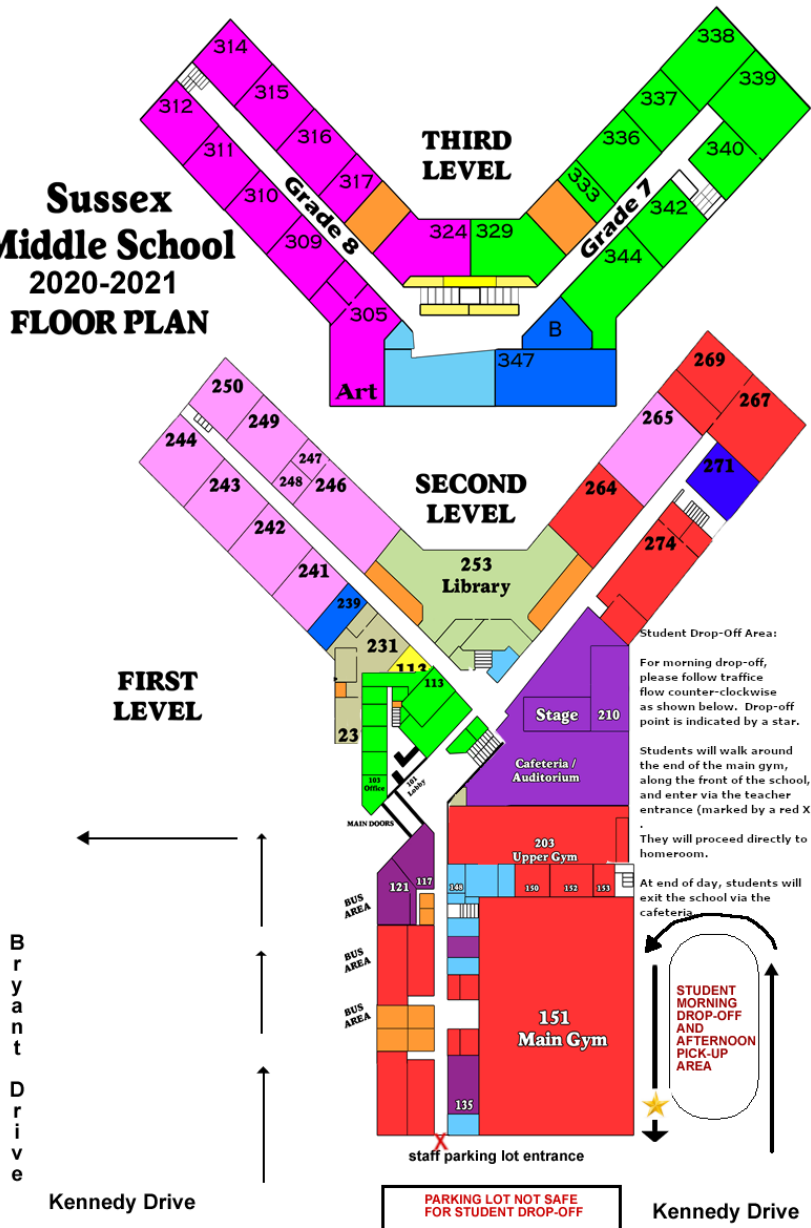 314
315
316
317
312
311
310
309
305
Art
Grade 8
THIRD
LEVEL
324
329
338
339
337
336
333
340
342
344
Grade 7
B
347
Sussex
Middle School
2020-2021
FLOOR PLAN
250
249
247
248
246
244
243
242
241
239
231
SECOND
LEVEL
253
Library
269
267
265
264
271
274
FIRST
LEVEL
113
113
23
103
Office
101
Lobby
MAIN DOORS
Stage
210
Cafeteria /
Auditorium
203
Upper Gym
117
121
148
150
152
153
151
Main Gym
135
BUS
AREA
BUS
AREA
BUS
AREA
Student Drop-Off Area:
For morning drop-off,
please follow traffice
flow counter-clockwise
as shown below. Drop-off
point is indicated by a star.
Students will walk around
the end of the main gym,
along the front of the school,
and enter via the teacher
entrance (marked by a red X
.
They will proceed directly to
homeroom.
At end of day, students will
exit the school via the
cafeteria
STUDENT
MORNING
DROP-OFF
AND
AFTERNOON
PICK-UP
AREA
X
staff parking lot entrance
Bryant Drive
Kennedy Drive
PARKING LOT NOT SAFE
FOR STUDENT DROP-OFF
Kennedy Drive